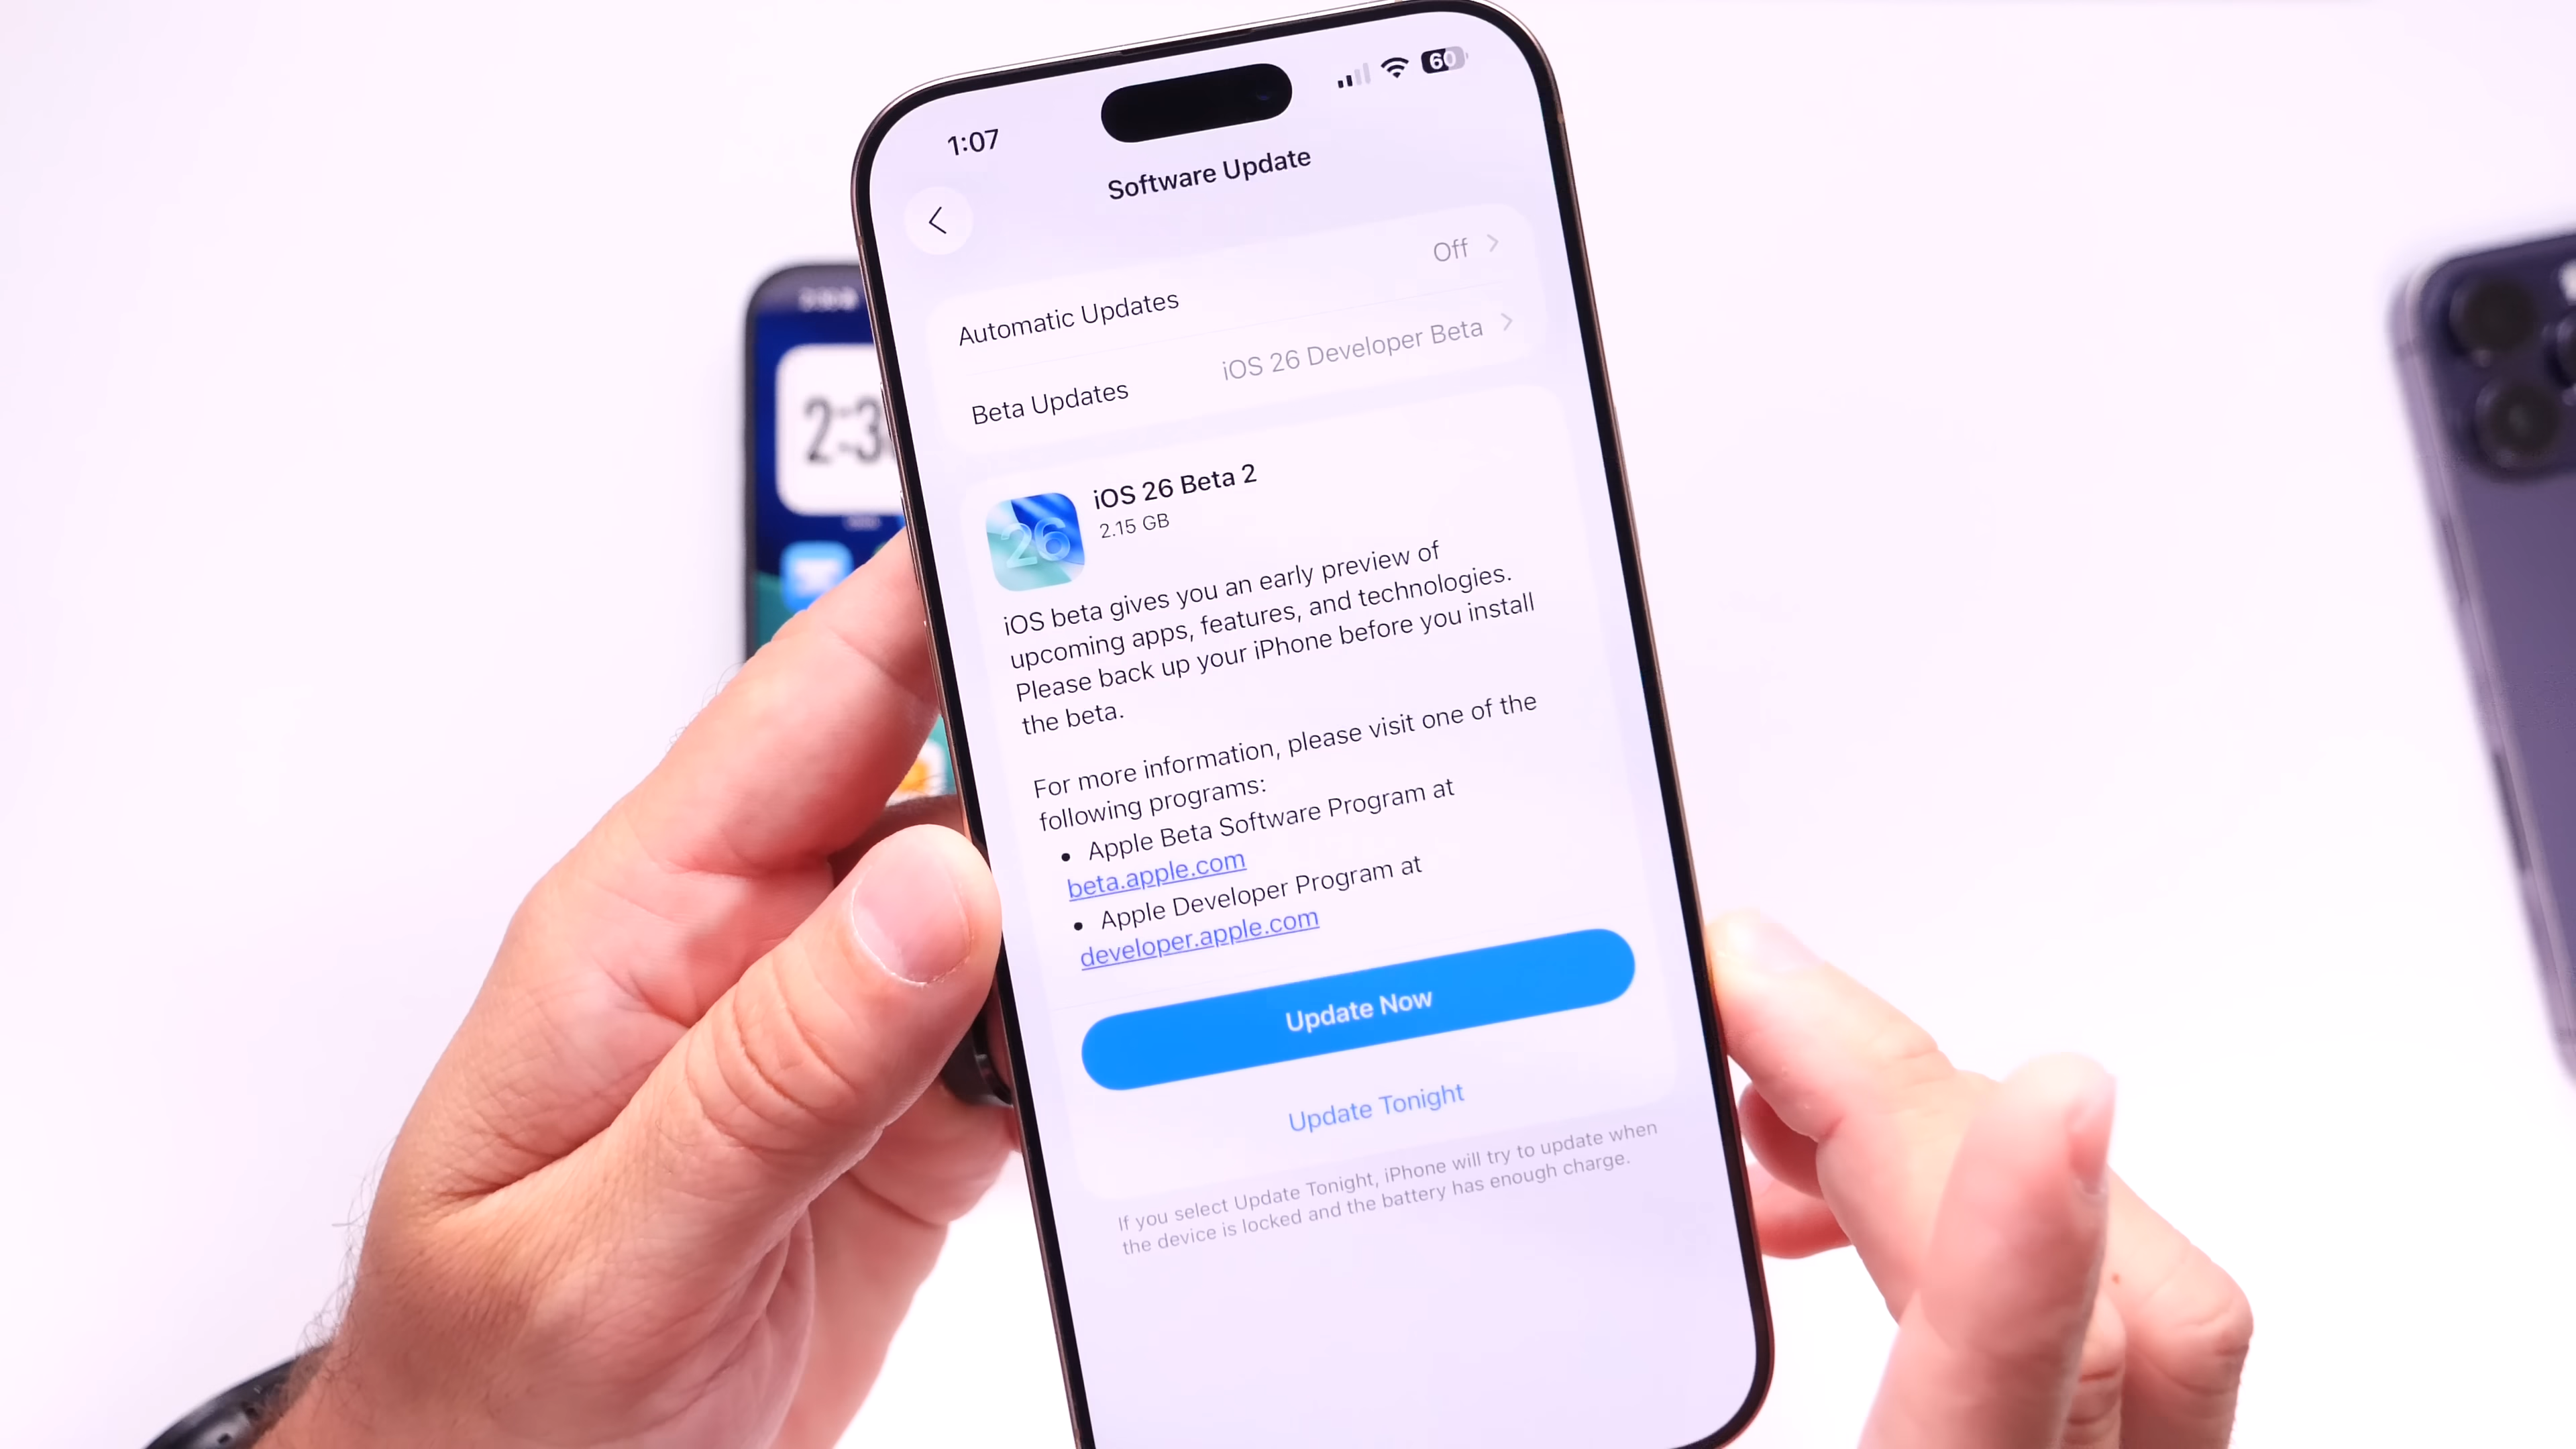 1:07
60
Software Update
Automatic Updates
Off
Beta Updates
iOS 26 Developer Beta
iOS 26 Beta 2
2.15 GB
26
iOS beta gives you an early preview of
upcoming apps, features, and technologies.
Please back up your iPhone before you install
the beta.
For more information, please visit one of the
following programs:
• Apple Beta Software Program at
beta.apple.com
• Apple Developer Program at
developer.apple.com
Update Now
Update Tonight
If you select Update Tonight, iPhone will try to update when
the device is locked and the battery has enough charge.